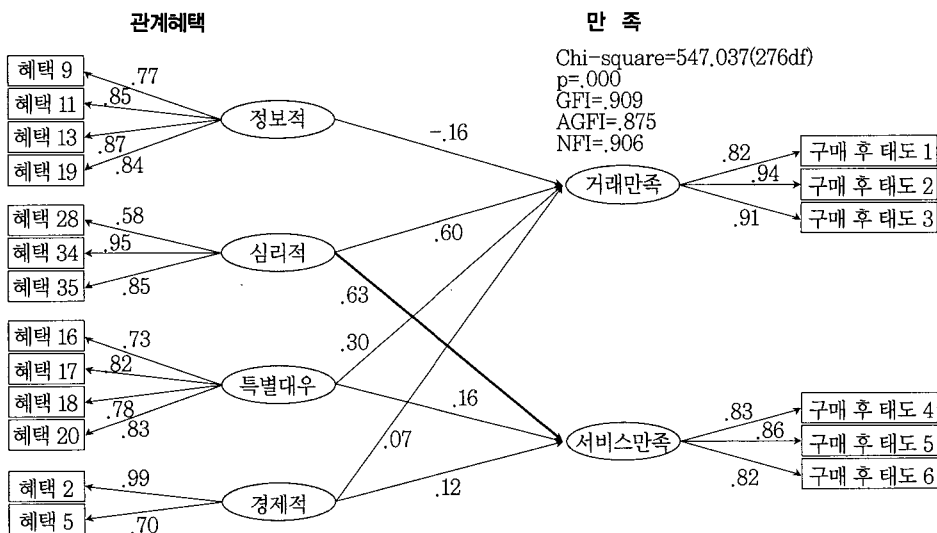 관계혜택
만 족
Chi-square=547.037(276df)
p=.000
GFI=.909
AGFI=.875
NFI=.906
혜택 9
혜택 11
혜택 13
혜택 19
.77
.85
.87
.84
정보적
-.16
혜택 28
혜택 34
혜택 35
.58
.95
.85
심리적
.60
.63
혜택 16
혜택 17
혜택 18
혜택 20
.73
.82
.78
.83
특별대우
.30
.16
혜택 2
혜택 5
.99
.70
경제적
.07
.12
거래만족
.82
.94
.91
구매 후 태도 1
구매 후 태도 2
구매 후 태도 3
서비스만족
.83
.86
.82
구매 후 태도 4
구매 후 태도 5
구매 후 태도 6